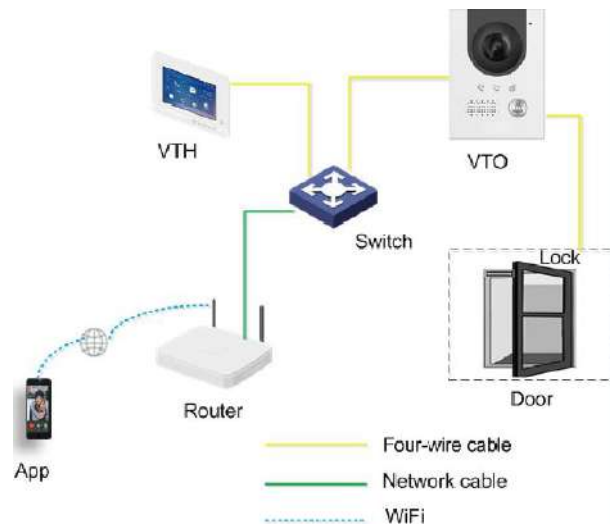 VTH
VTO
Switch
Lock
Router
Door
App
Four-wire cable
Network cable
WiFi